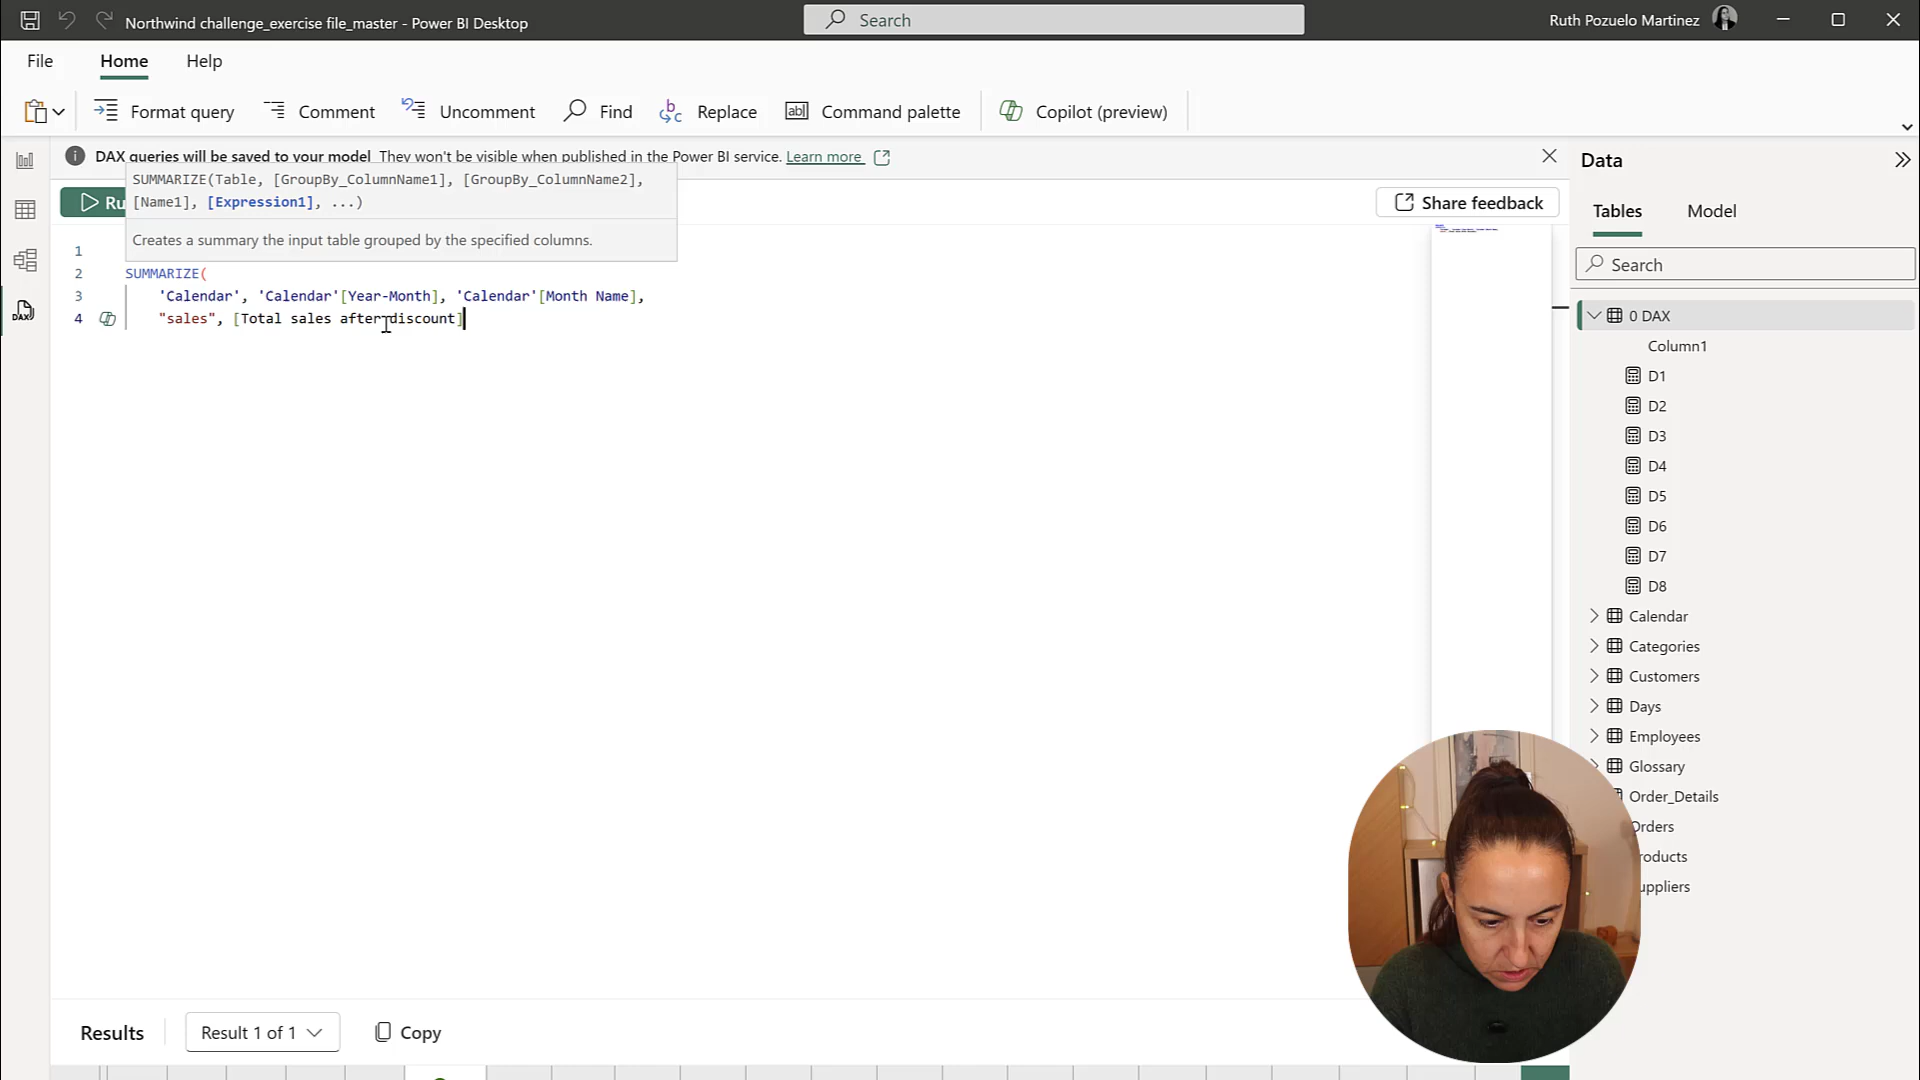 Northwind challenge_exercise file_master - Power BI Desktop
Search
Ruth Pozuelo Martinez
File
Home
Help
Format query
Comment
Uncomment
Find
Replace
Command palette
Copilot (preview)
DAX queries will be saved to your model They won't be visible when published in the Power BI service. Learn more
SUMMARIZE(Table, [GroupBy_ColumnName1], [GroupBy_ColumnName2],
[Name1], [Expression1], ...)
Creates a summary the input table grouped by the specified columns.
Ru
Share feedback
1
2 SUMMARIZE(
3 'Calendar', 'Calendar'[Year-Month], 'Calendar'[Month Name],
4 "sales", [Total sales after discount]
DAX
Results
Result 1 of 1
Copy
Data
Tables
Model
Search
0 DAX
Column1
D1
D2
D3
D4
D5
D6
D7
D8
Calendar
Categories
Customers
Days
Employees
Glossary
Order_Details
Orders
roducts
uppliers